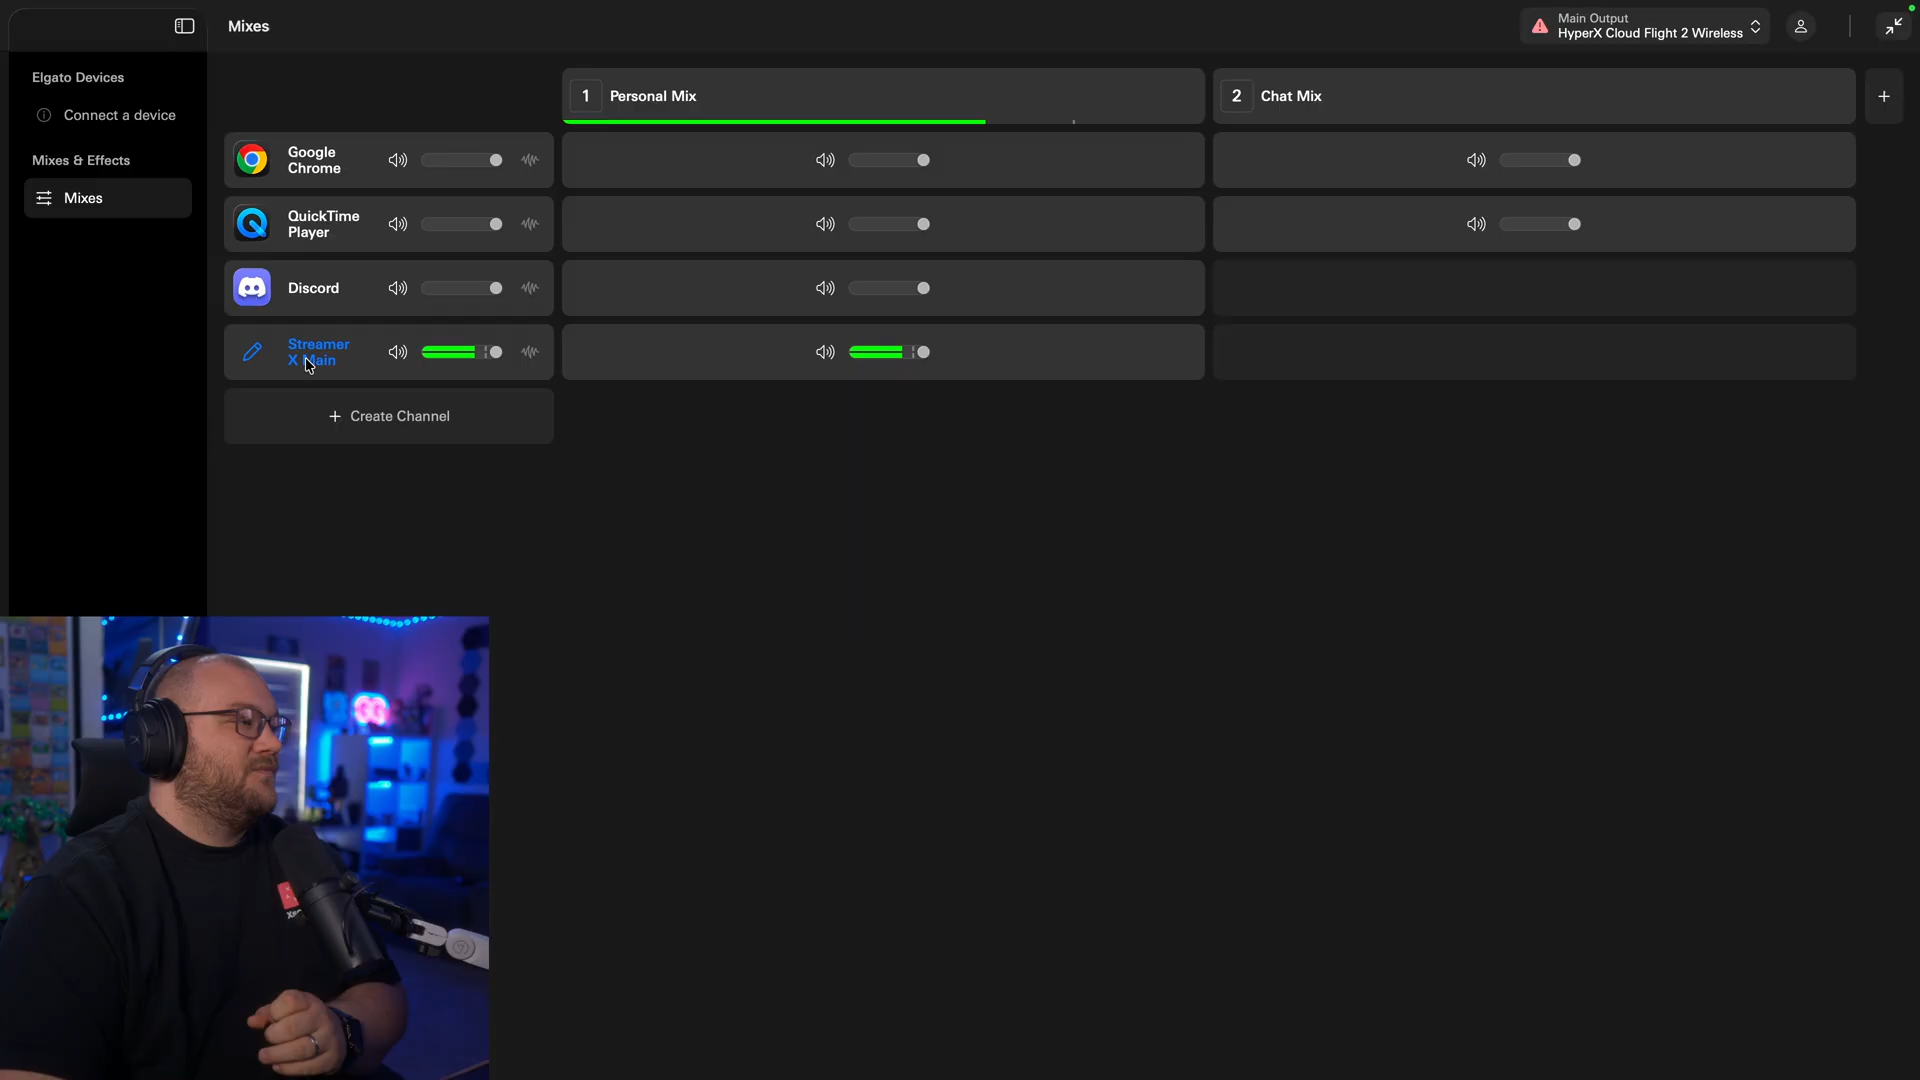 Mixes
Main Output
HyperX Cloud Flight 2 Wireless
Elgato Devices
Connect a device
Mixes & Effects
Mixes
1 Personal Mix
2 Chat Mix
+
Google
Chrome
QuickTime
Player
Discord
Streamer
X Main
+ Create Channel